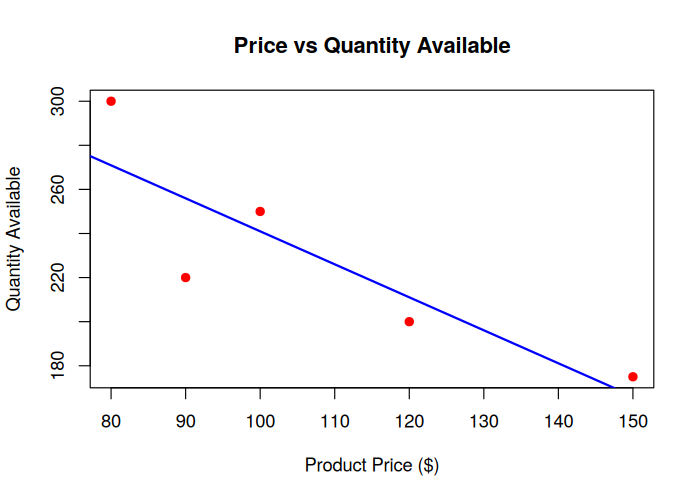 Price vs Quantity Available
Quantity Available
300
260
220
180
80 90 100 110 120 130 140 150
Product Price ($)